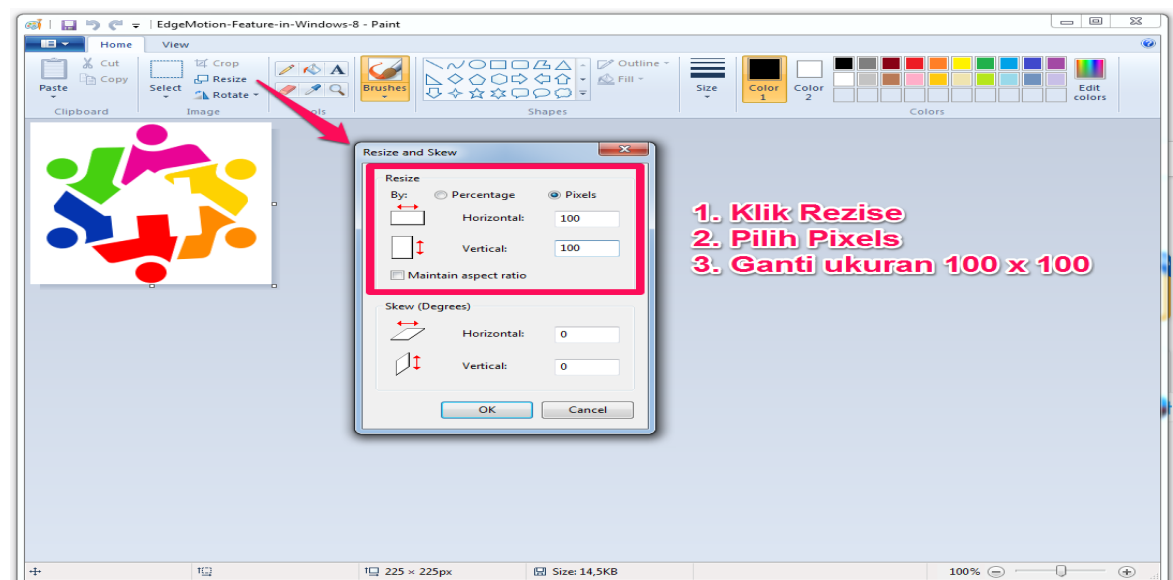 EdgeMotion-Feature-in-Windows-8 - Paint
Home View
Cut
Copy
Paste
Clipboard
Select
Crop
Resize
Rotate
Image
ols
Brushes
Outline
Fill
Shapes
Size
Color 1
Color 2
Edit colors
Colors
Resize and Skew
Resize
By: Percentage Pixels
Horizontal: 100
Vertical: 100
Maintain aspect ratio
Skew (Degrees)
Horizontal: 0
Vertical: 0
OK Cancel
1. Klik Rezise
2. Pilih Pixels
3. Ganti ukuran 100 x 100
225 × 225px Size: 14,5KB 100%